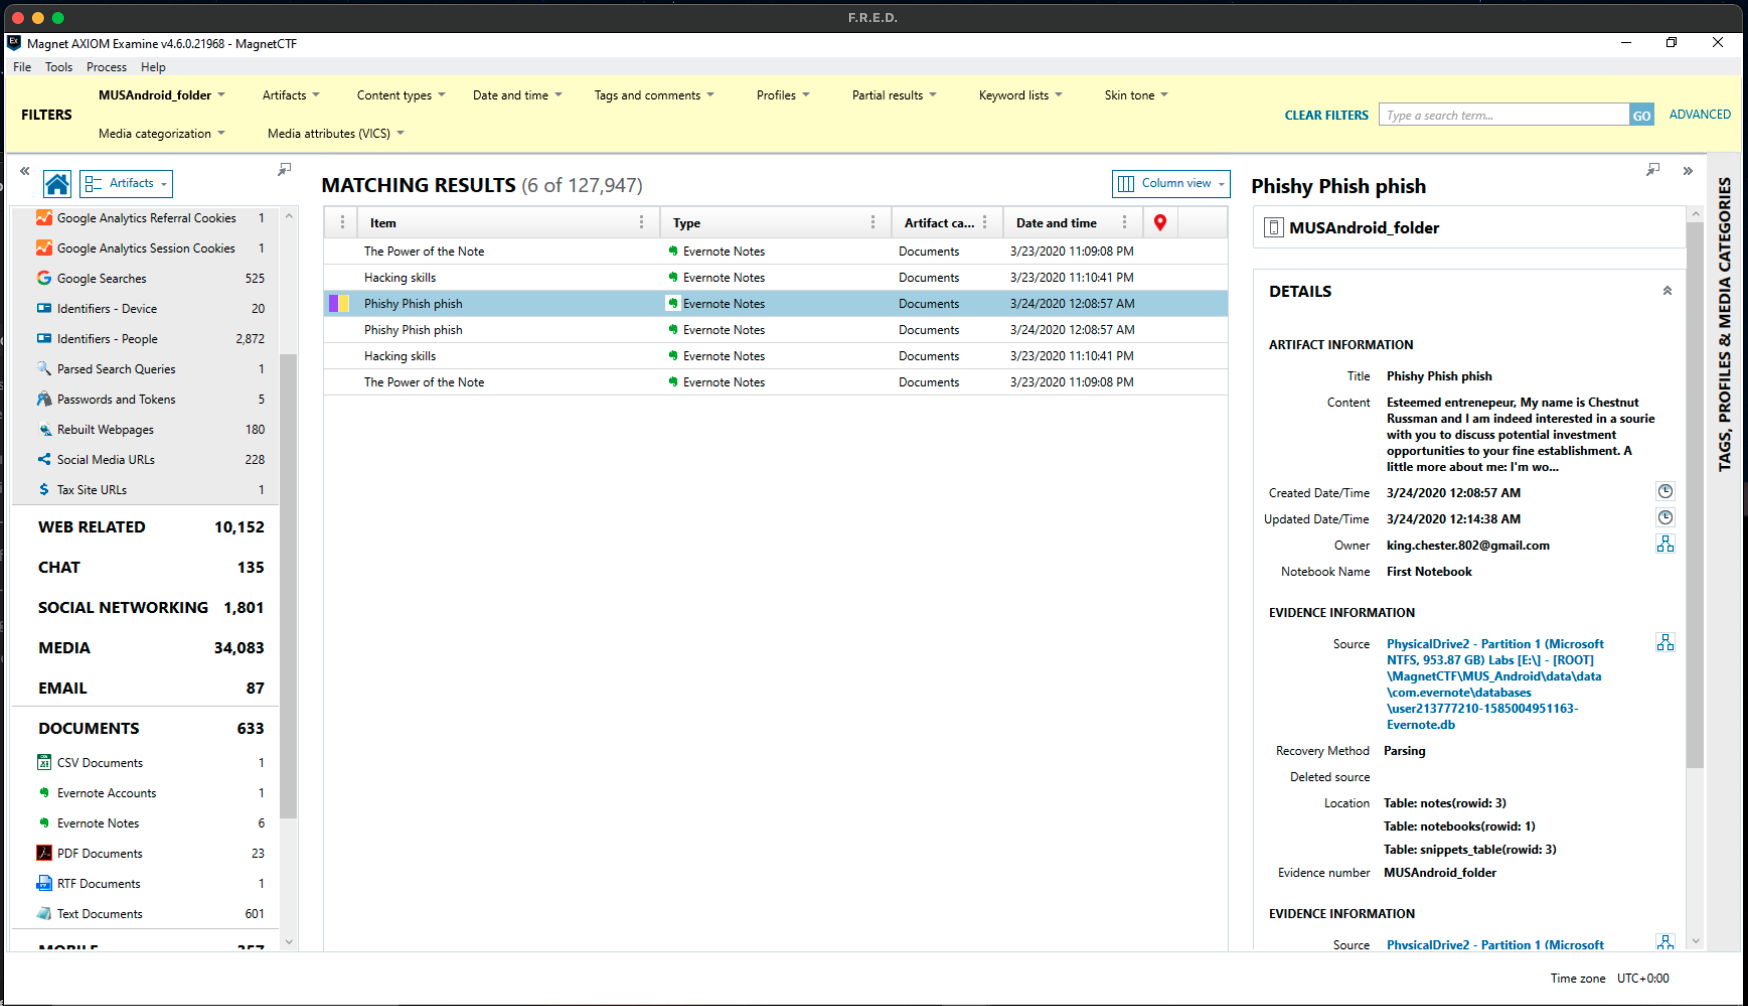 F.R.E.D.
Magnet AXIOM Examine v4.6.0.21968 - MagnetCTF
File Tools Process Help
FILTERS
MUSAndroid_folder Artifacts Content types Date and time Tags and comments Profiles Partial results Keyword lists Skin tone
Media categorization Media attributes (VICS)
CLEAR FILTERS Type a search term... GO ADVANCED
Artifacts
Google Analytics Referral Cookies 1
Google Analytics Session Cookies 1
Google Searches 525
Identifiers - Device 20
Identifiers - People 2,872
Parsed Search Queries 1
Passwords and Tokens 5
Rebuilt Webpages 180
Social Media URLs 228
Tax Site URLs 1
WEB RELATED 10,152
CHAT 135
SOCIAL NETWORKING 1,801
MEDIA 34,083
EMAIL 87
DOCUMENTS 633
CSV Documents 1
Evernote Accounts 1
Evernote Notes 6
PDF Documents 23
RTF Documents 1
Text Documents 601
MOBILE 357
MATCHING RESULTS (6 of 127,947)
Column view
Item Type Artifact ca... Date and time
The Power of the Note Evernote Notes Documents 3/23/2020 11:09:08 PM
Hacking skills Evernote Notes Documents 3/23/2020 11:10:41 PM
Phishy Phish phish Evernote Notes Documents 3/24/2020 12:08:57 AM
Phishy Phish phish Evernote Notes Documents 3/24/2020 12:08:57 AM
Hacking skills Evernote Notes Documents 3/23/2020 11:10:41 PM
The Power of the Note Evernote Notes Documents 3/23/2020 11:09:08 PM
Phishy Phish phish
MUSAndroid_folder
DETAILS
ARTIFACT INFORMATION
Title Phishy Phish phish
Content Esteemed entrenepeur, My name is Chestnut
Russman and I am indeed interested in a sourie
with you to discuss potential investment
opportunities to your fine establishment. A
little more about me: I'm wo...
Created Date/Time 3/24/2020 12:08:57 AM
Updated Date/Time 3/24/2020 12:14:38 AM
Owner king.chester.802@gmail.com
Notebook Name First Notebook
EVIDENCE INFORMATION
Source PhysicalDrive2 - Partition 1 (Microsoft
NTFS, 953.87 GB) Labs [E:\] - [ROOT]
\MagnetCTF\MUS_Android\data\data
\com.evernote\databases
\user213777210-1585004951163-
Evernote.db
Recovery Method Parsing
Deleted source
Location Table: notes(rowid: 3)
Table: notebooks(rowid: 1)
Table: snippets_table(rowid: 3)
Evidence number MUSAndroid_folder
EVIDENCE INFORMATION
Source PhysicalDrive2 - Partition 1 (Microsoft
TAGS, PROFILES & MEDIA CATEGORIES
Time zone UTC+0:00